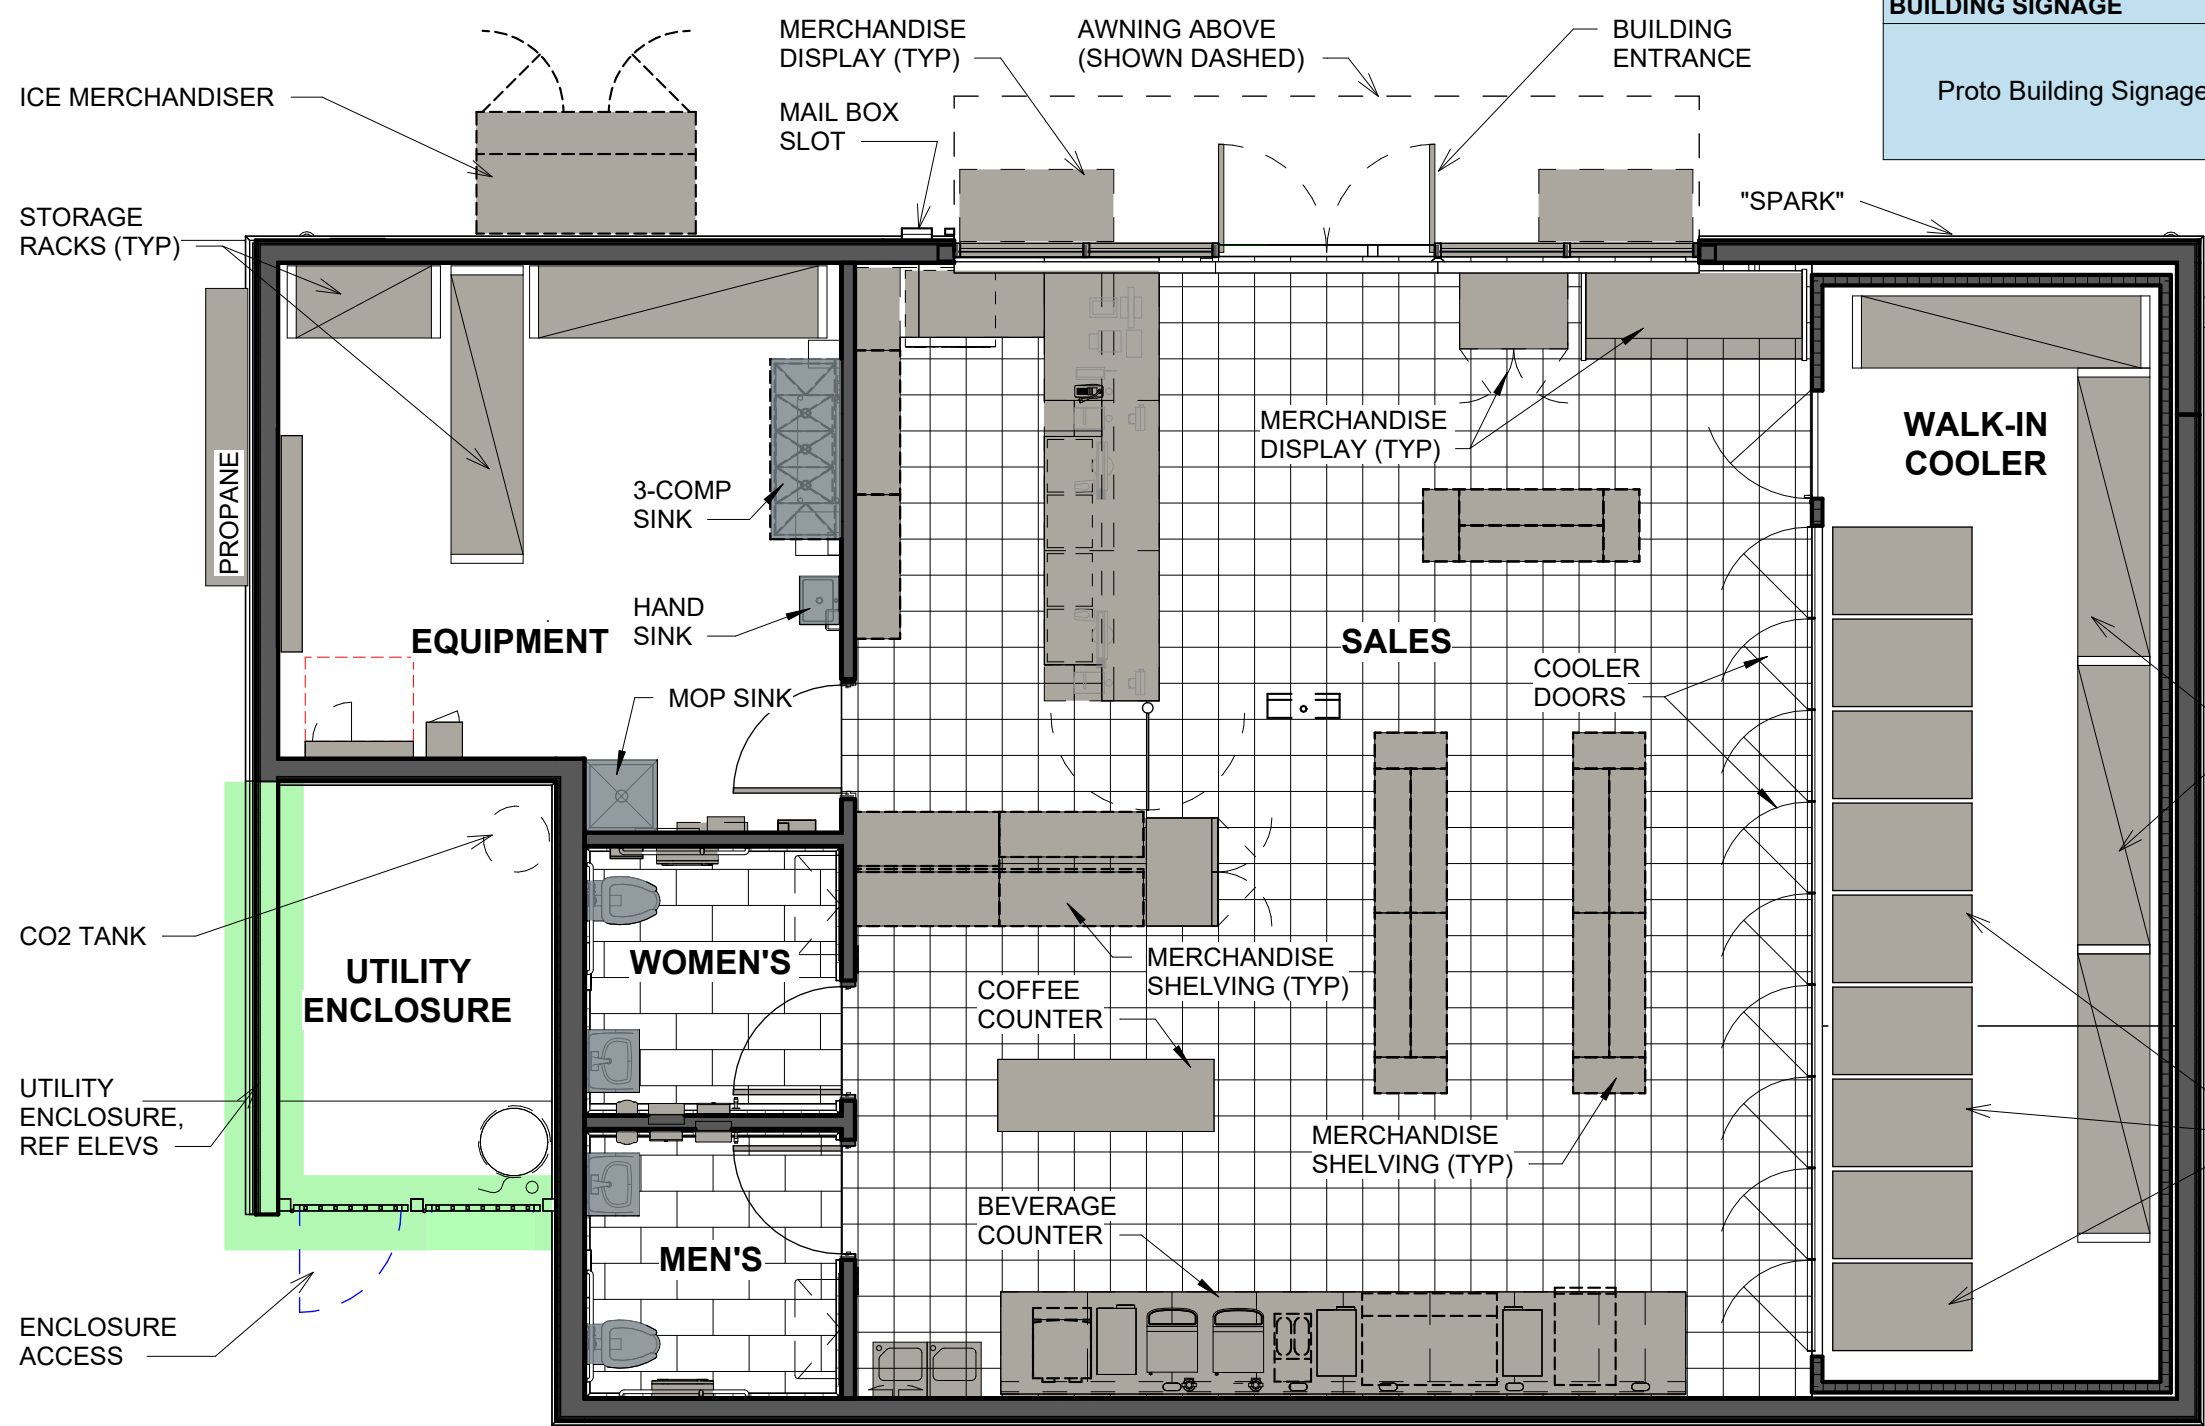 BUILDING SIGNAGE
Proto Building Signage
MERCHANDISE
DISPLAY (TYP)
AWNING ABOVE
(SHOWN DASHED)
BUILDING
ENTRANCE
ICE MERCHANDISER
MAIL BOX
SLOT
STORAGE
RACKS (TYP)
"SPARK"
PROPANE
3-COMP
SINK
MERCHANDISE
DISPLAY (TYP)
WALK-IN
COOLER
HAND
SINK
EQUIPMENT
SALES
MOP SINK
COOLER
DOORS
CO2 TANK
UTILITY
ENCLOSURE
WOMEN'S
MERCHANDISE
SHELVING (TYP)
COFFEE
COUNTER
UTILITY
ENCLOSURE,
REF ELEVS
MERCHANDISE
SHELVING (TYP)
BEVERAGE
COUNTER
MEN'S
ENCLOSURE
ACCESS